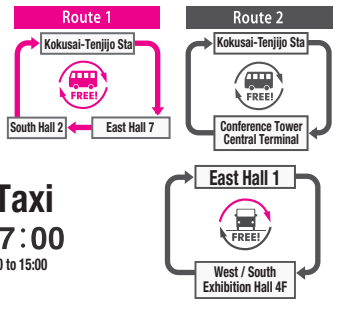 Route 1
Kokusai-Tenjijo Sta
FREE!
South Hall 2
East Hall 7
Route 2
Kokusai-Tenjijo Sta
FREE!
Conference Tower
Central Terminal
Taxi
7:00
to 15:00
East Hall 1
FREE!
West / South
Exhibition Hall 4F